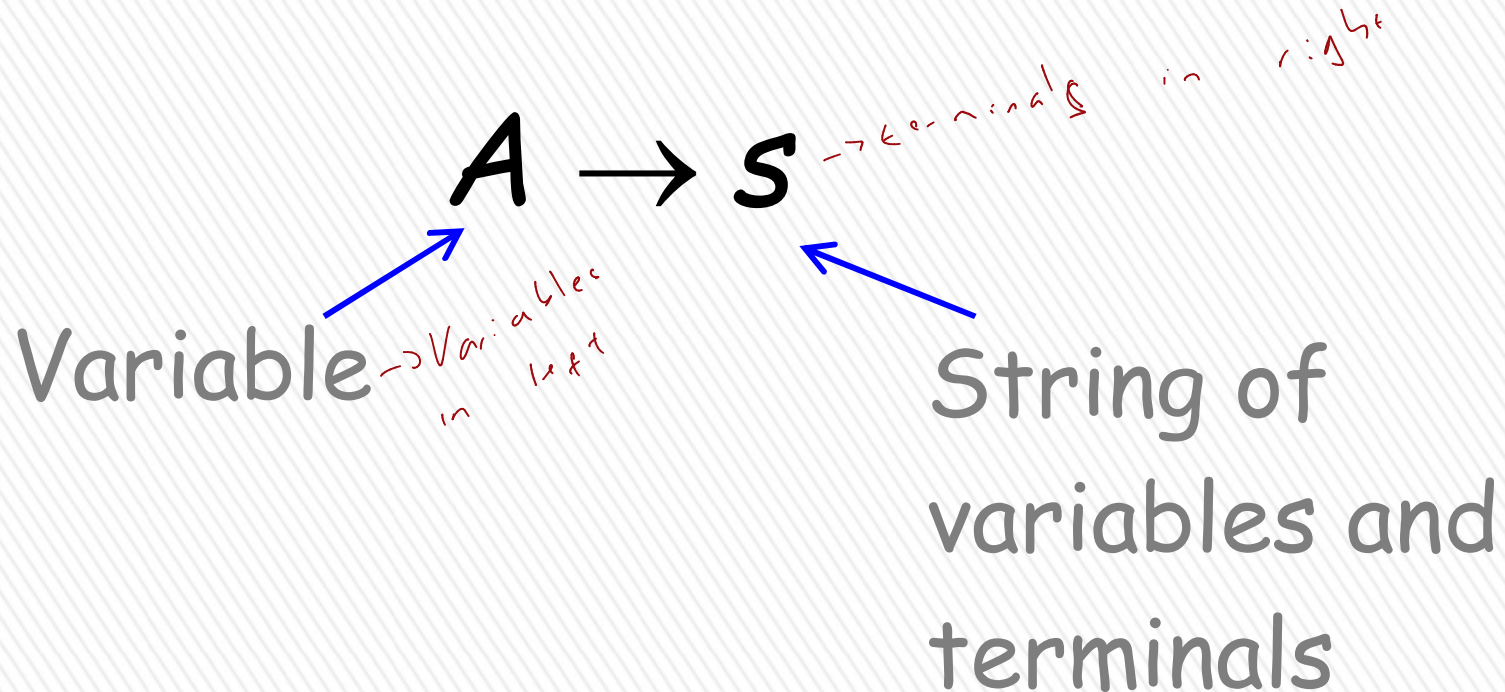 A → s
-> terminals in right
Variable
-> Variables
in left
String of
variables and
terminals